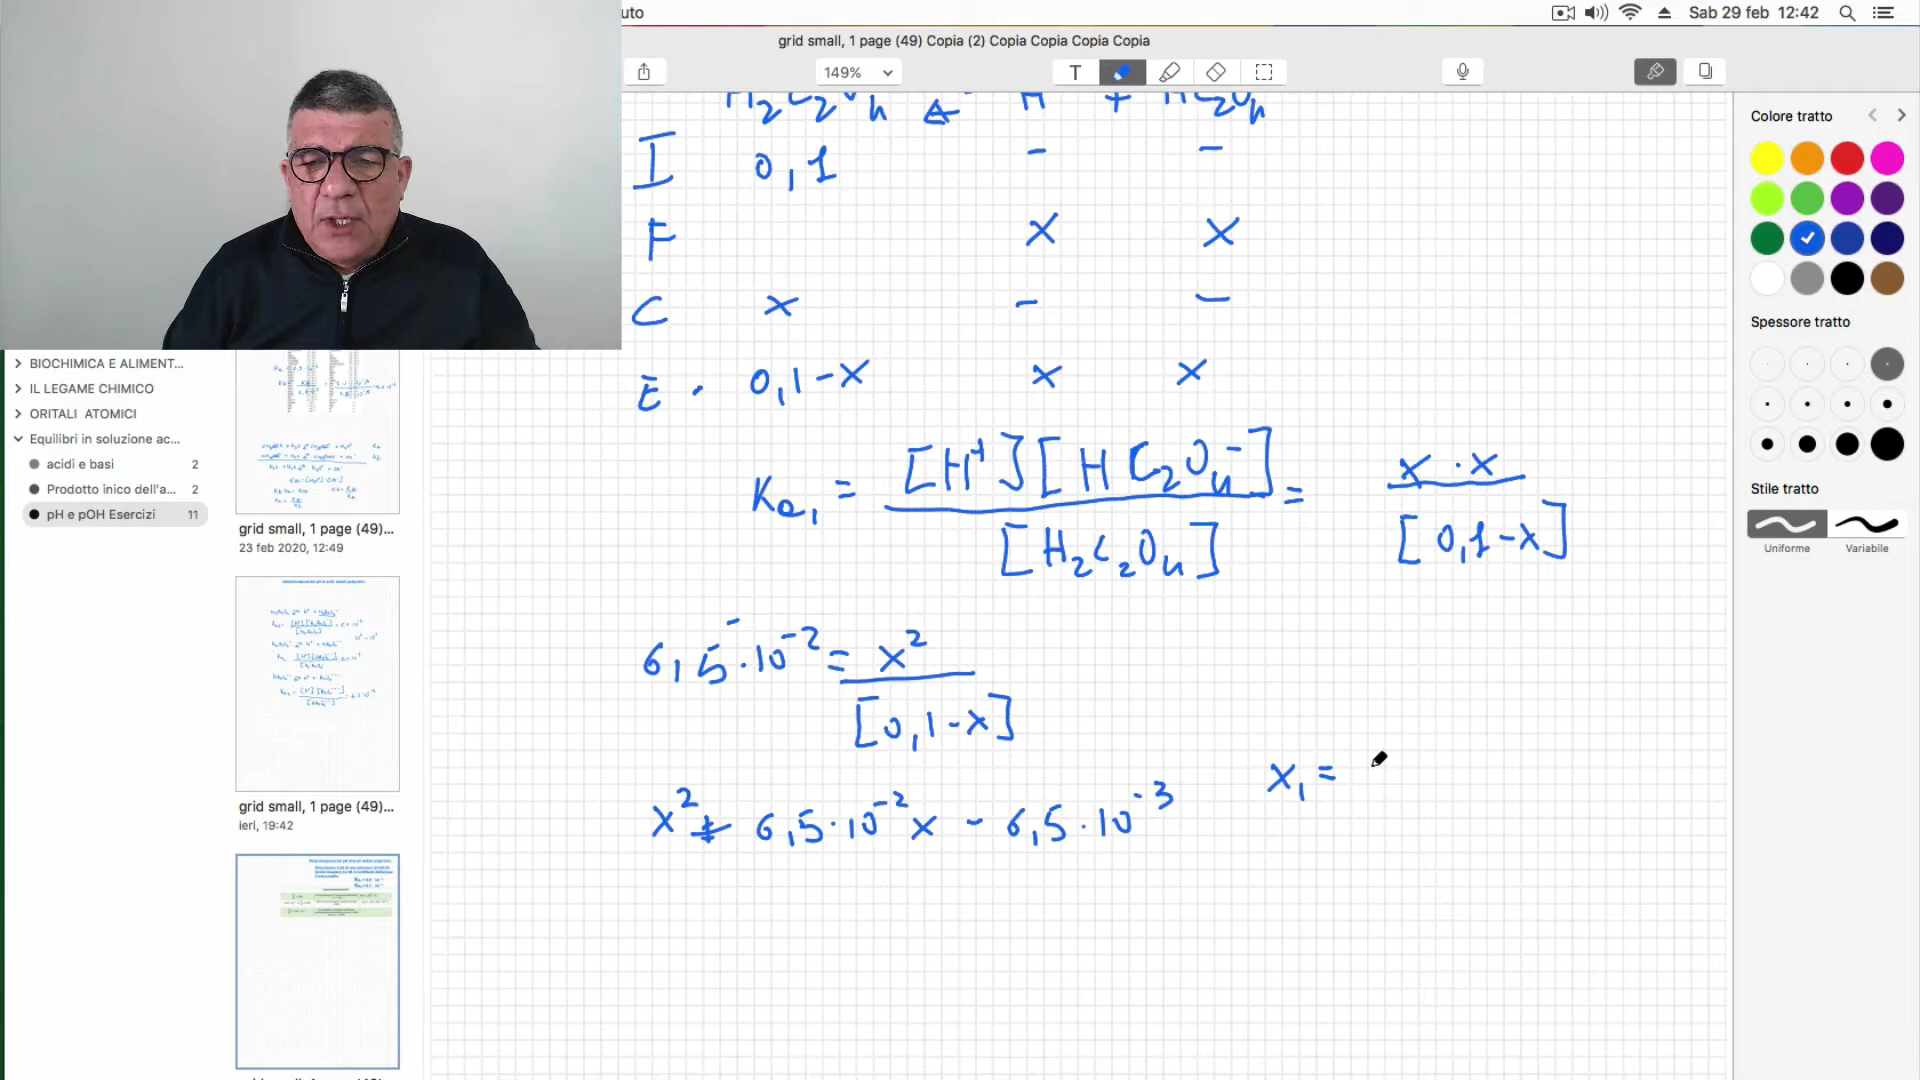 uto
Sab 29 feb 12:42
grid small, 1 page (49) Copia (2) Copia Copia Copia Copia
149%
T
H₂C₂O₄ H + HC₂O₄
I 0,1 - -
F x x
C x - -
E 0,1-x x x
Ka₁ = [H⁺][HC₂O₄⁻] / [H₂C₂O₄] = x·x / [0,1-x]
6,5·10⁻² = x² / [0,1-x]
x² + 6,5·10⁻² x - 6,5·10⁻³
x₁ =
BIOCHIMICA E ALIMENT...
IL LEGAME CHIMICO
ORITALI ATOMICI
Equilibri in soluzione ac...
acidi e basi 2
Prodotto inico dell'a... 2
pH e pOH Esercizi 11
grid small, 1 page (49)...
23 feb 2020, 12:49
grid small, 1 page (49)...
ieri, 19:42
Colore tratto
Spessore tratto
Stile tratto
Uniforme
Variabile